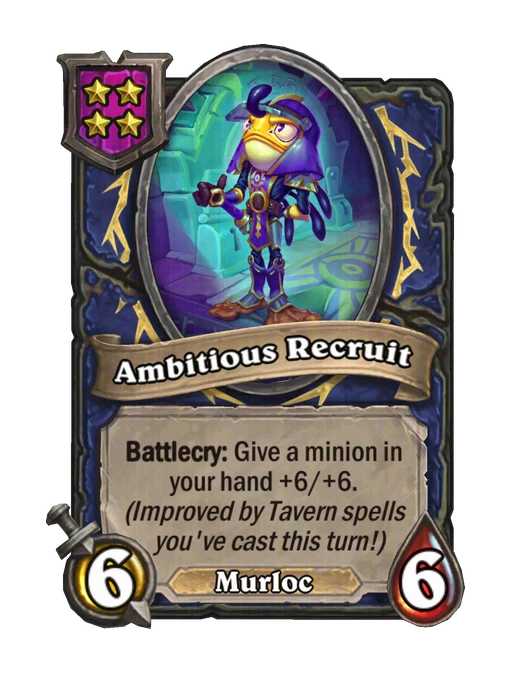 Ambitious Recruit
Battlecry: Give a minion in
your hand +6/+6.
(Improved by Tavern spells
you've cast this turn!)
6
Murloc
6